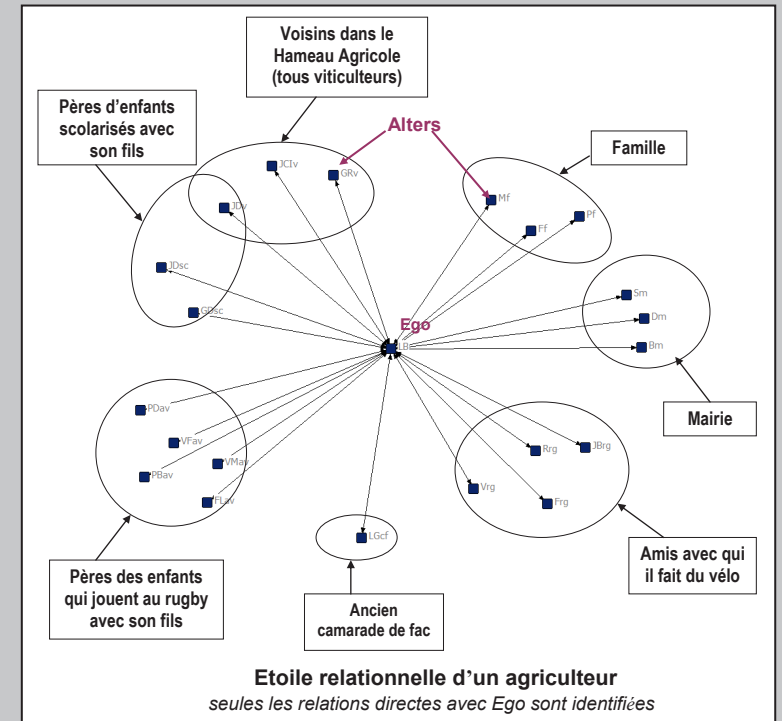 Voisins dans le
Hameau Agricole
(tous viticulteurs)
Pères d'enfants
scolarisés avec
son fils
Alters
Famille
JCIv
GRv
JDv
Mf
Ff
Pf
JDsc
GDsc
Sm
Dm
Bm
Ego
LB
Mairie
PDav
VFav
VMav
PBav
FLav
Rrg
JBrg
Vrg
Frg
LGcf
Pères des enfants
qui jouent au rugby
avec son fils
Ancien
camarade de fac
Amis avec qui
il fait du vélo
Etoile relationnelle d'un agriculteur
seules les relations directes avec Ego sont identifiées